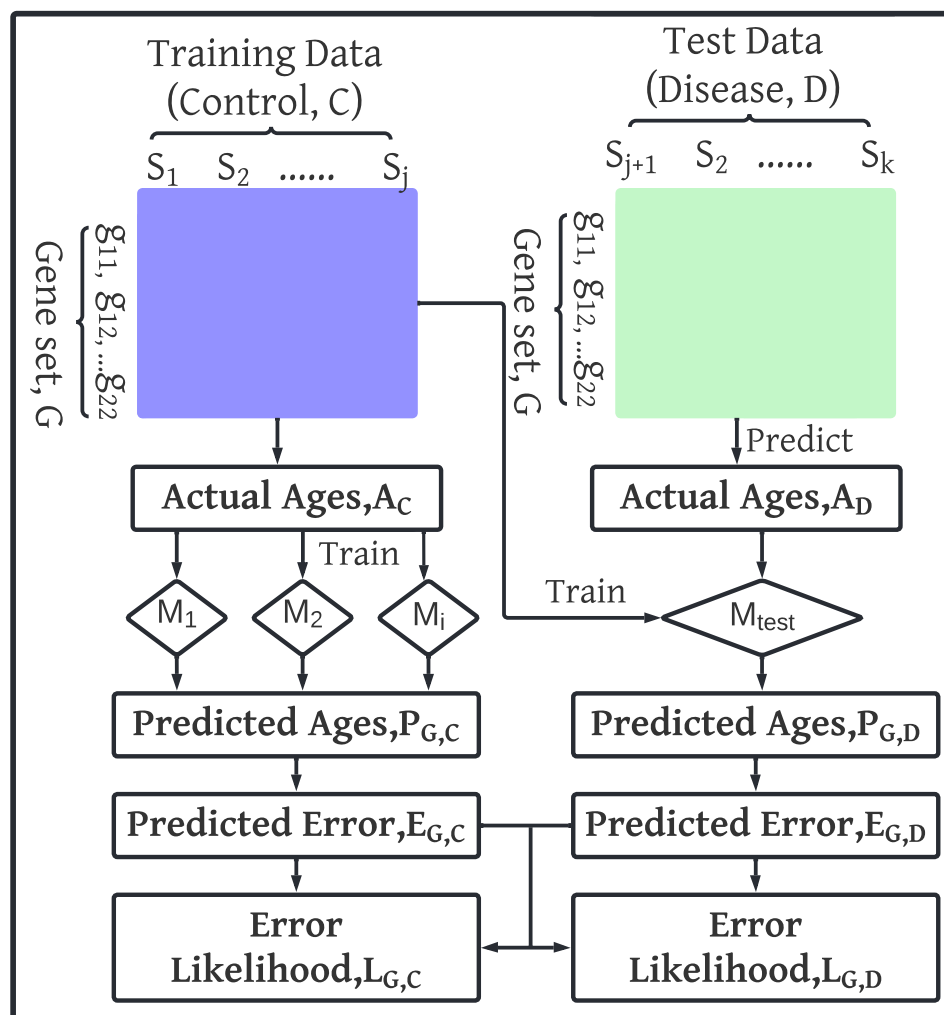 Training Data
(Control, C)
S1 S2 ...... Sj
Gene set, G
g11, g12, ...g22
Test Data
(Disease, D)
Sj+1 S2 ...... Sk
Gene set, G
g11, g12, ...g22
Predict
Actual Ages,AC
Actual Ages,AD
Train
M1
M2
Mi
Train
Mtest
Predicted Ages,PG,C
Predicted Ages,PG,D
Predicted Error,EG,C
Predicted Error,EG,D
Error
Likelihood,LG,C
Error
Likelihood,LG,D